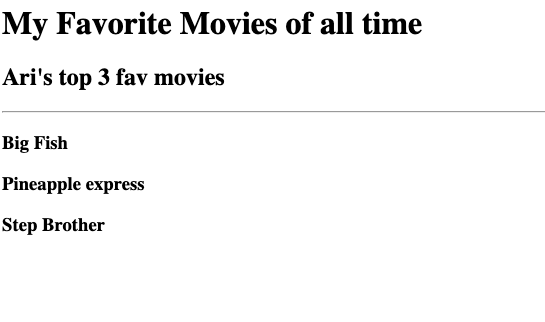 My Favorite Movies of all time
Ari's top 3 fav movies
Big Fish
Pineapple express
Step Brother